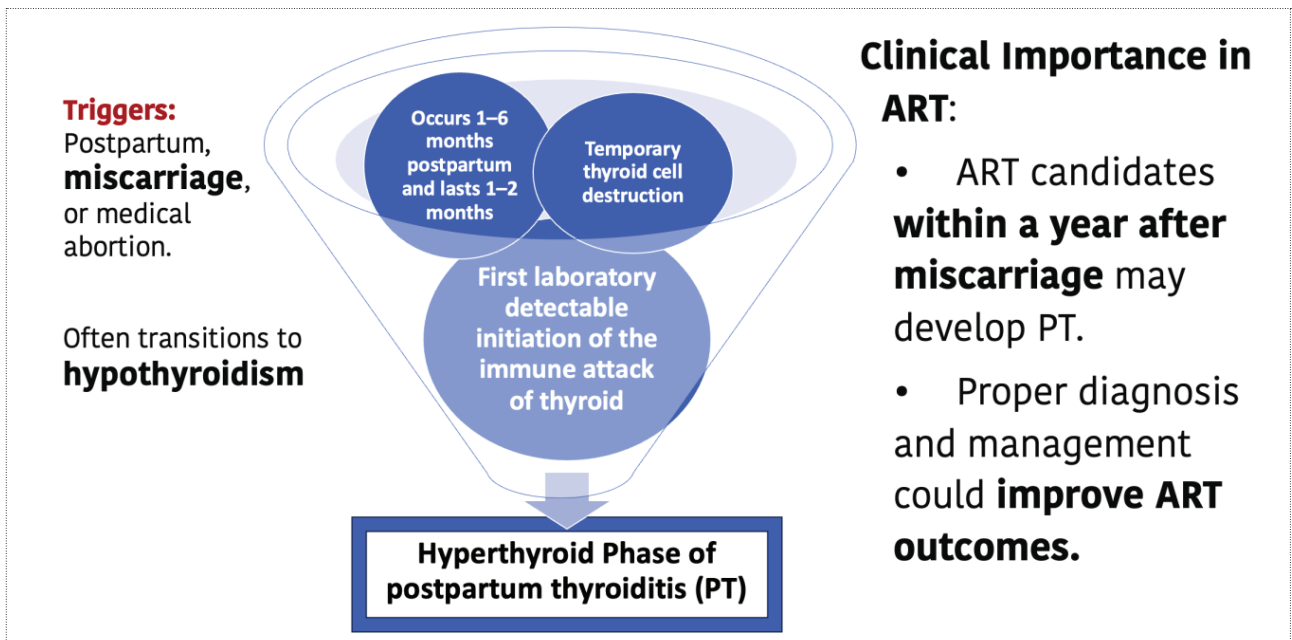 Triggers:
Postpartum,
miscarriage,
or medical
abortion.
Often transitions to
hypothyroidism
Occurs 1–6
months
postpartum
and lasts 1–2
months
Temporary
thyroid cell
destruction
First laboratory
detectable
initiation of the
immune attack
of thyroid
Hyperthyroid Phase of
postpartum thyroiditis (PT)
Clinical Importance in
ART:
• ART candidates
within a year after
miscarriage may
develop PT.
• Proper diagnosis
and management
could improve ART
outcomes.